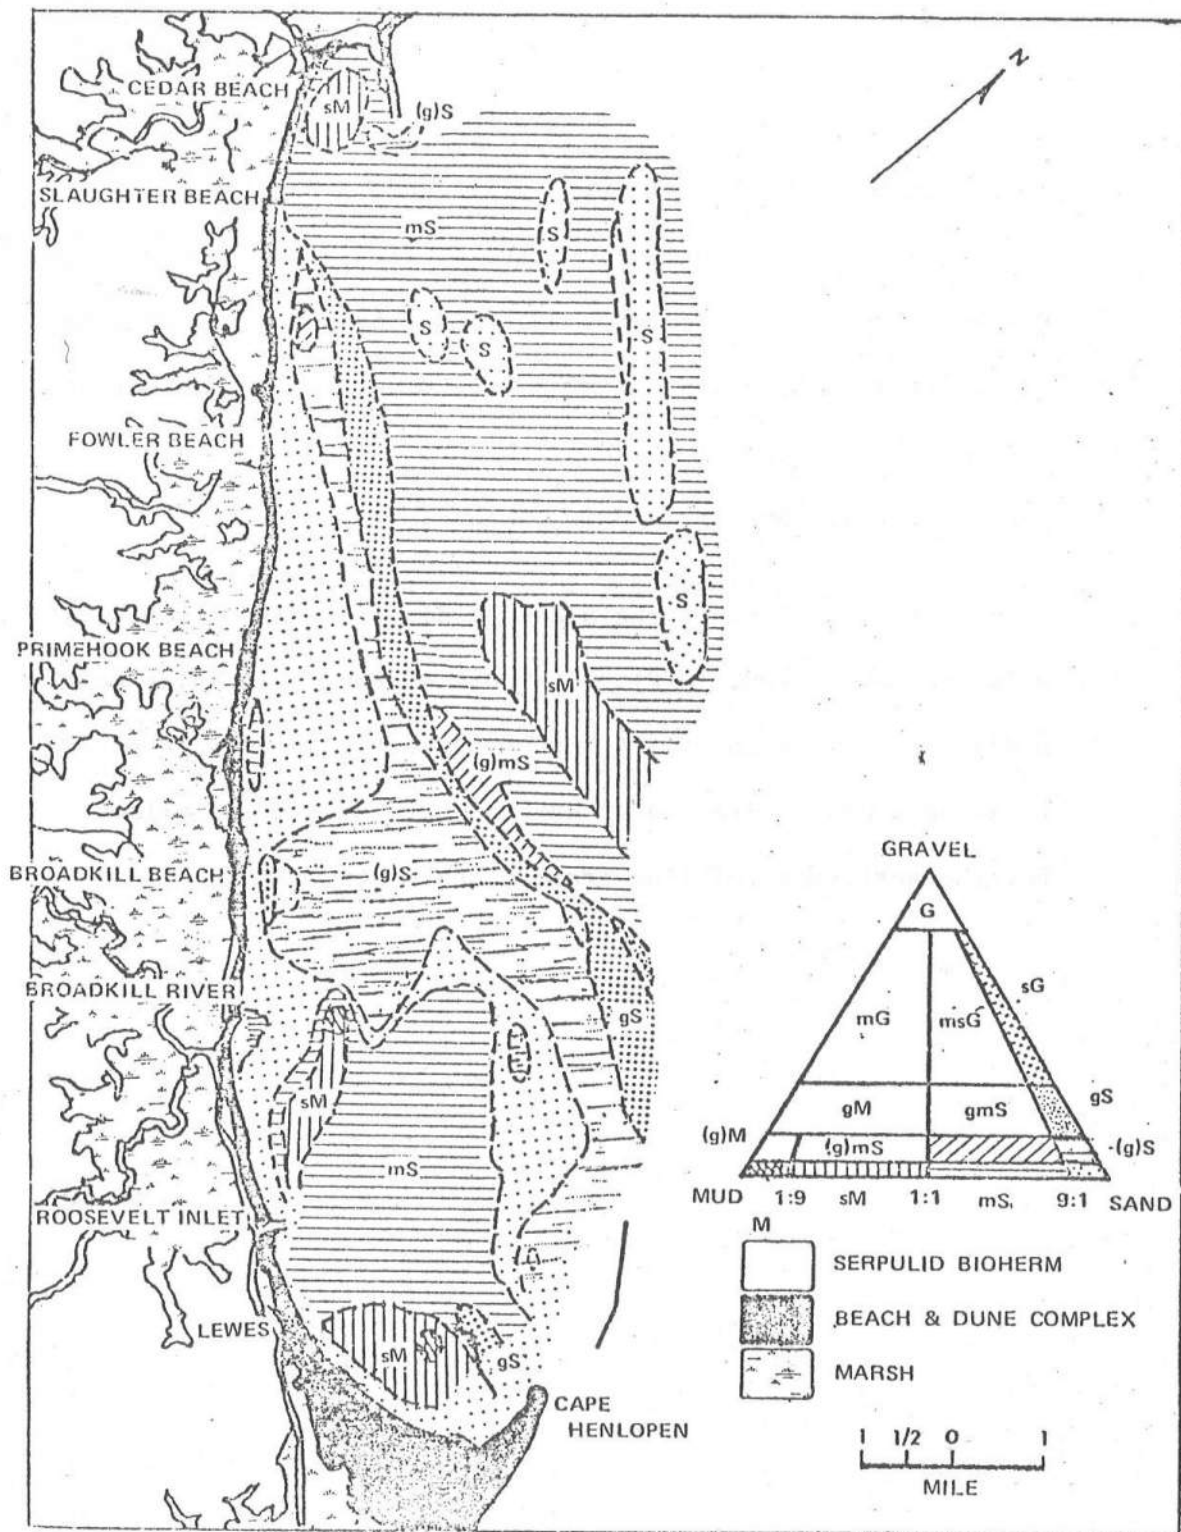 N
CEDAR BEACH
sM
(g)S
SLAUGHTER BEACH
mS
S
S
S
S
FOWLER BEACH
S
PRIMEHOOK BEACH
sM
(g)mS
BROADKILL BEACH
(g)S
BROADKILL RIVER
gS
sM
mS
ROOSEVELT INLET
LEWES
sM
gS
CAPE
HENLOPEN
GRAVEL
G
sG
mG
msG
gM
gmS
gS
(g)M
(g)mS
(g)S
MUD 1:9 sM 1:1 mS 9:1 SAND
M
SERPULID BIOHERM
BEACH & DUNE COMPLEX
MARSH
1 1/2 0 1
MILE